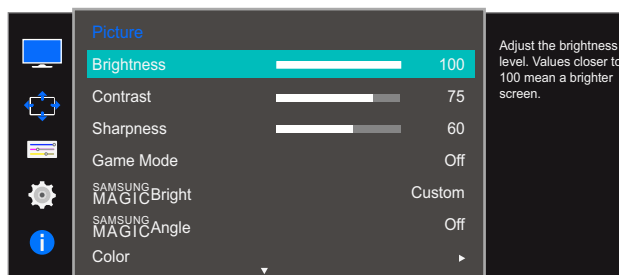 Picture
Brightness 100
Contrast 75
Sharpness 60
Game Mode Off
SAMSUNG
MAGICBright Custom
SAMSUNG
MAGICAngle Off
Color
Adjust the brightness
level. Values closer to
100 mean a brighter
screen.